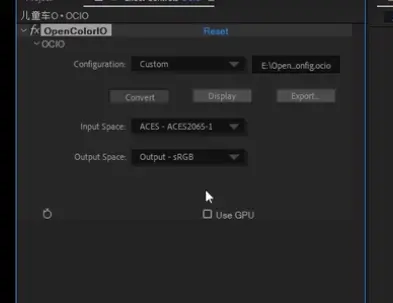 儿童车O • OCIO
fx OpenColorIO Reset
OCIO
Configuration: Custom E:\Open...onfig.ocio
Convert Display Export...
Input Space: ACES - ACES2065-1
Output Space: Output - sRGB
Use GPU